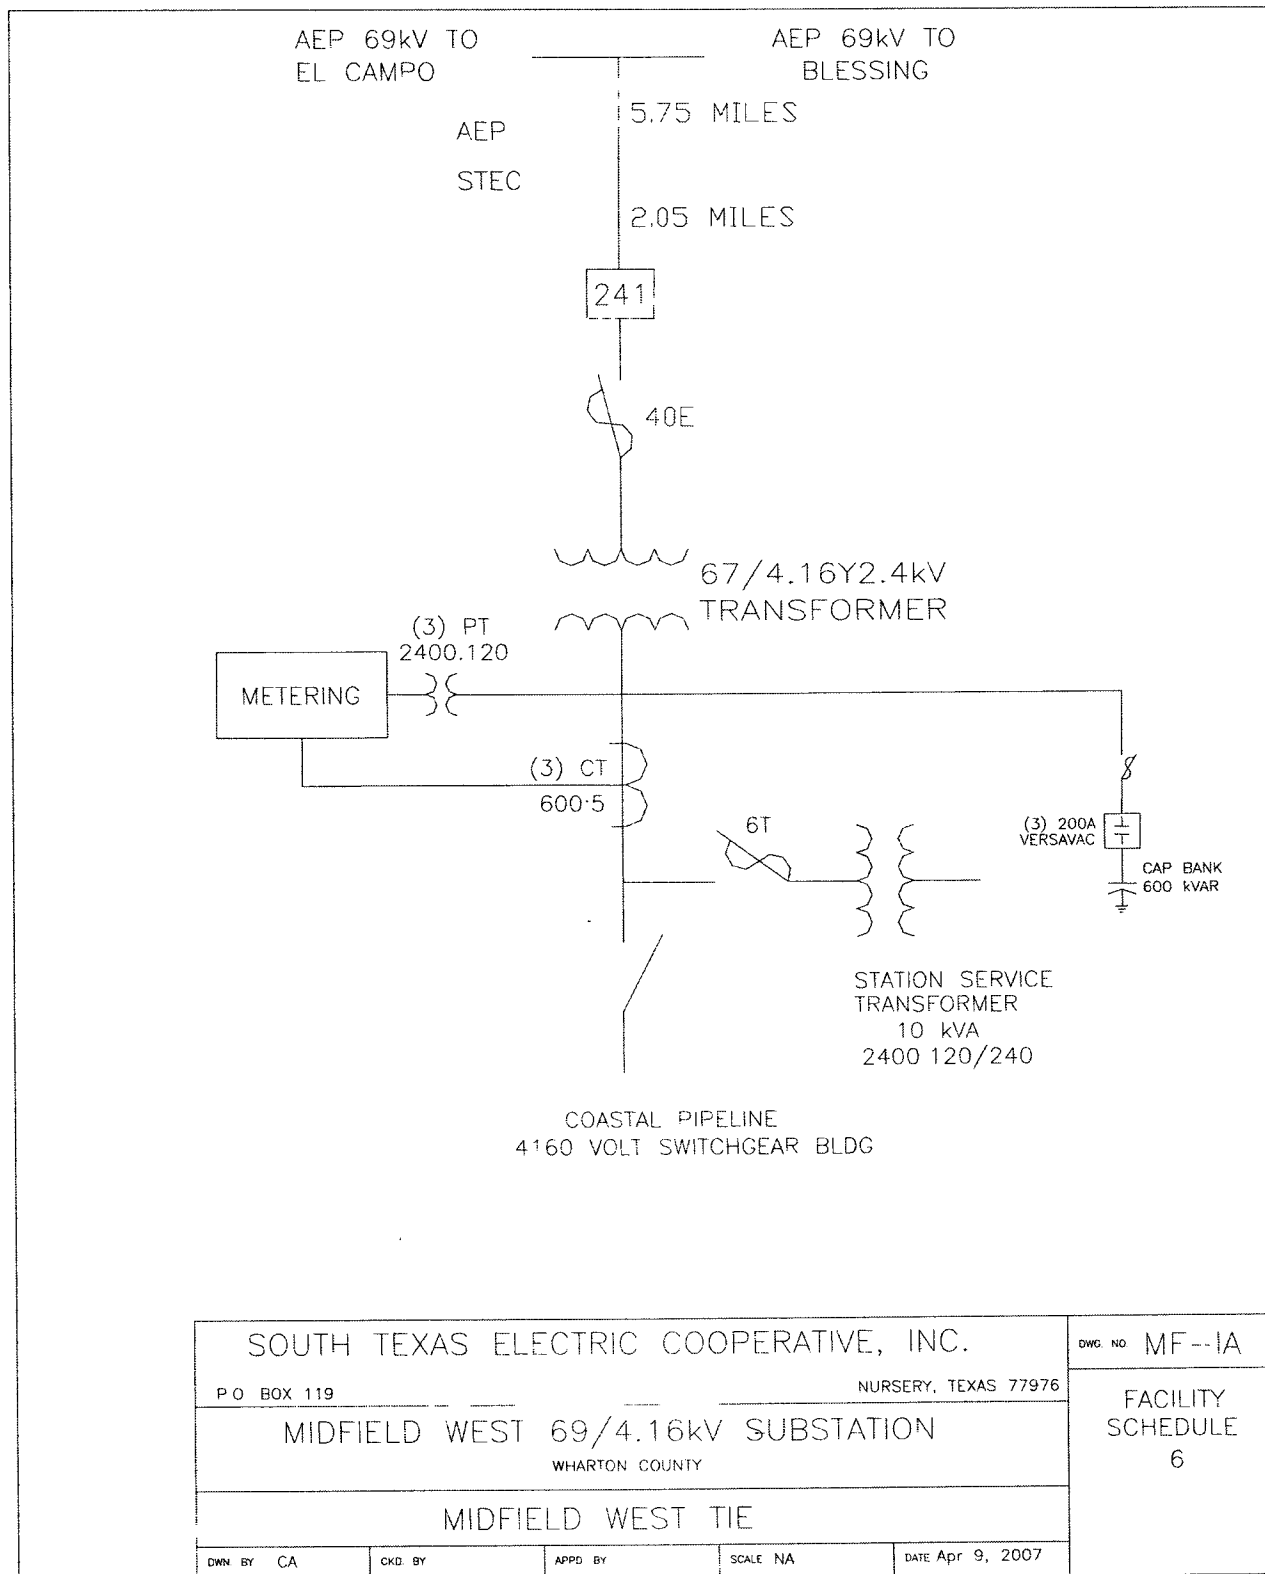 AEP 69kV TO
EL CAMPO
AEP 69kV TO
BLESSING
5.75 MILES
AEP
STEC
2.05 MILES
241
40E
67/4.16Y2.4kV
TRANSFORMER
(3) PT
2400.120
METERING
(3) CT
600·5
6T
(3) 200A
VERSAVAC
CAP BANK
600 kVAR
STATION SERVICE
TRANSFORMER
10 kVA
2400 120/240
COASTAL PIPELINE
4160 VOLT SWITCHGEAR BLDG
SOUTH TEXAS ELECTRIC COOPERATIVE, INC.
P O BOX 119
NURSERY, TEXAS 77976
DWG. NO. MF--1A
MIDFIELD WEST 69/4.16kV SUBSTATION
WHARTON COUNTY
FACILITY
SCHEDULE
6
MIDFIELD WEST TIE
DWN BY CA
CKD. BY
APPD BY
SCALE NA
DATE Apr 9, 2007